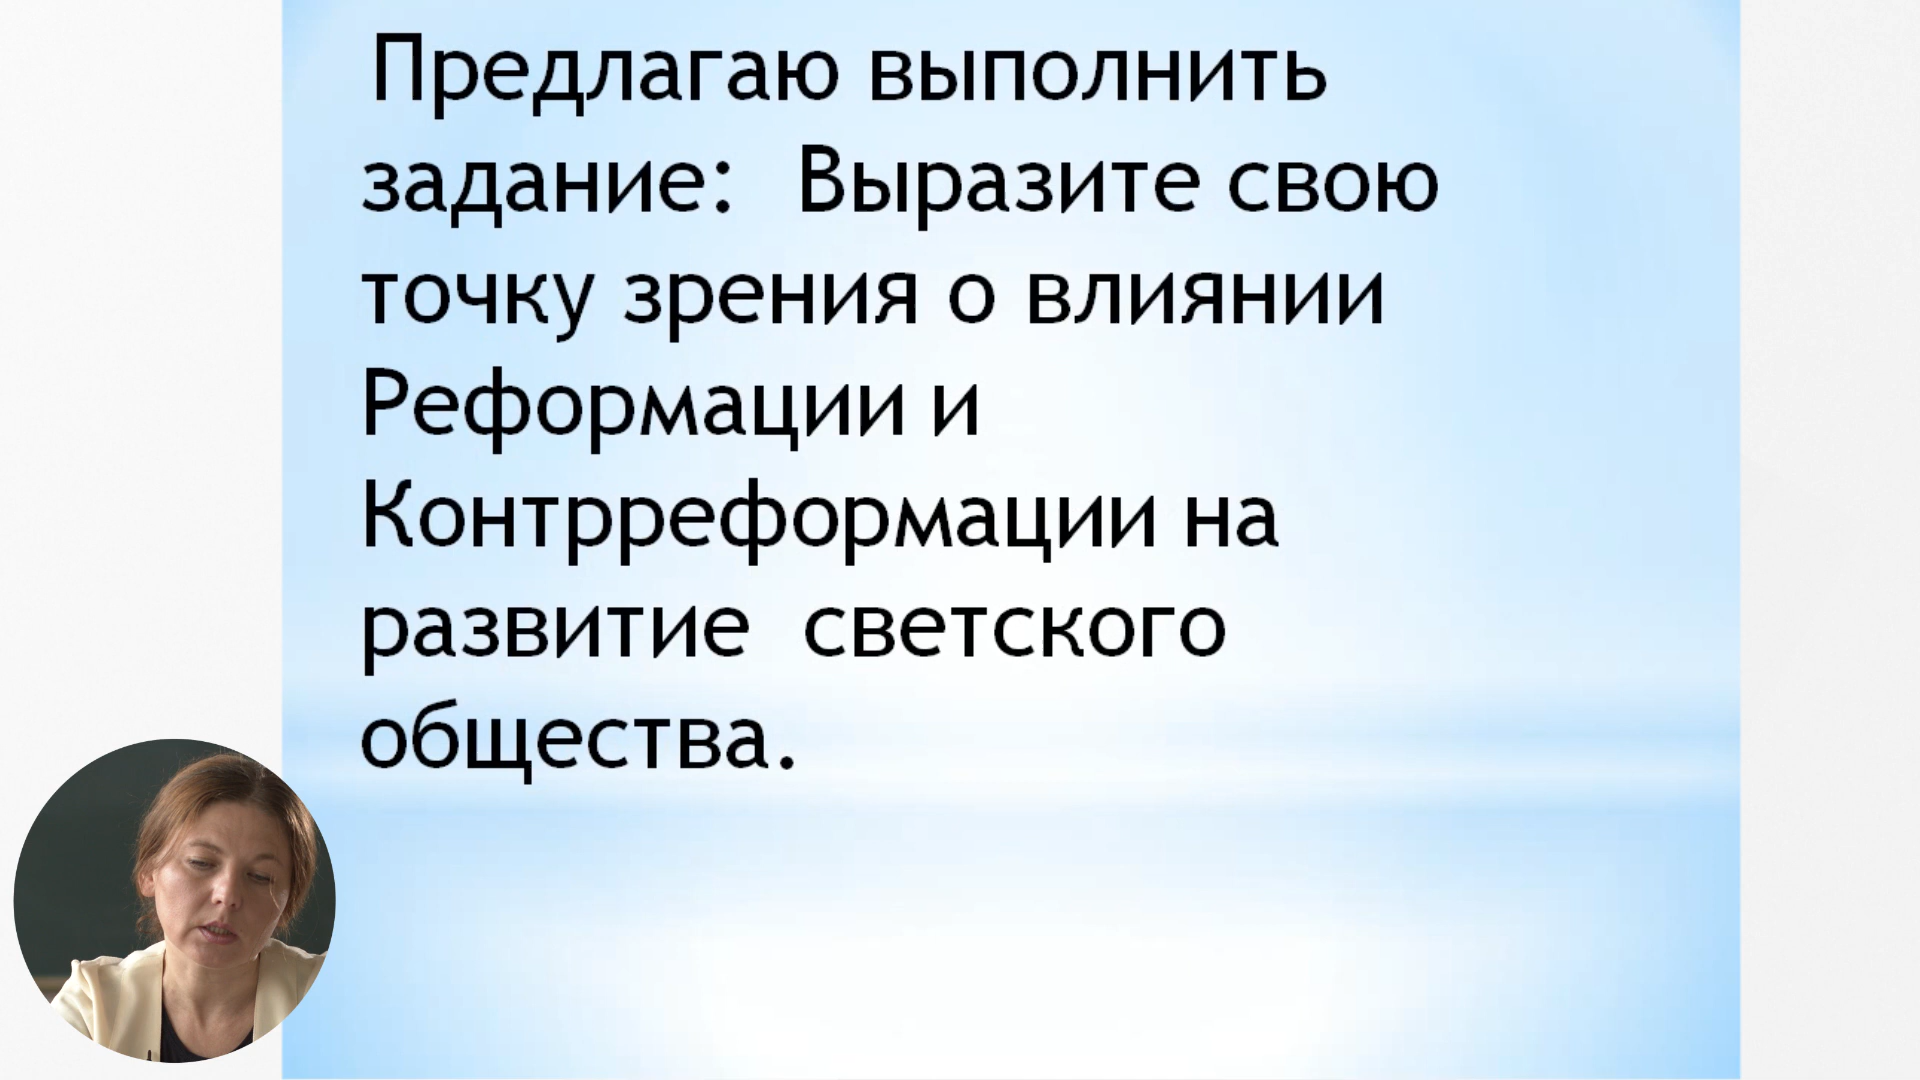 Предлагаю выполнить
задание: Выразите свою
точку зрения о влиянии
Реформации и
Контрреформации на
развитие светского
общества.